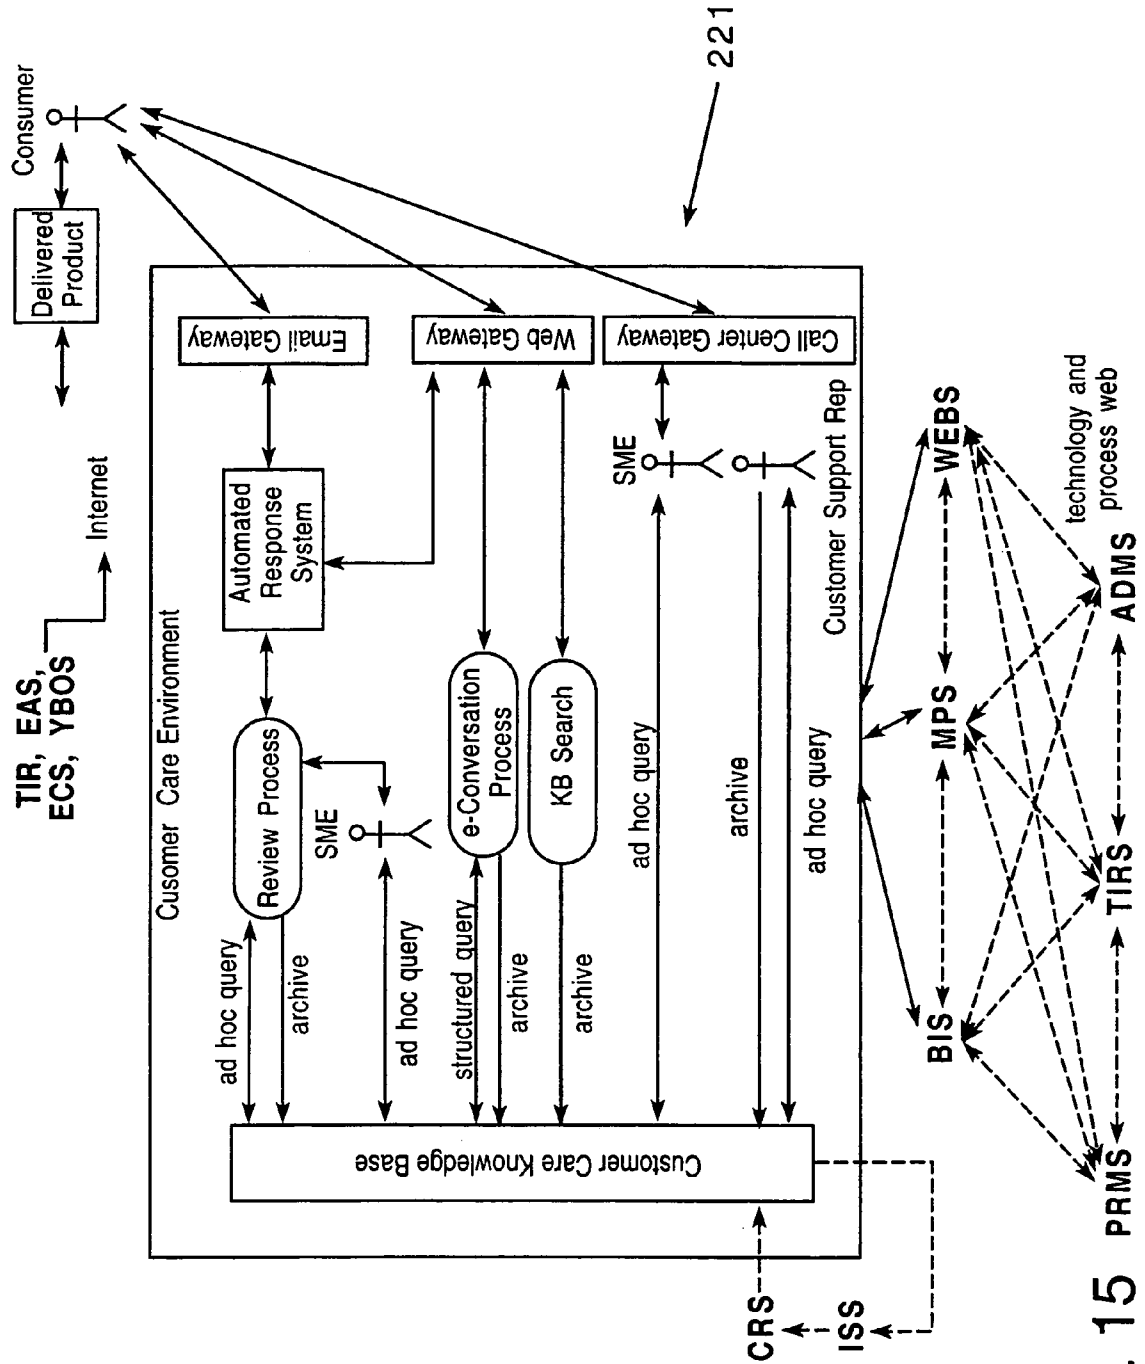 TIR, EAS,
ECS, YBOS
Internet
Delivered
Product
Consumer
Cusomer Care Environment
ad hoc query
archive
Review Process
Automated
Response
System
Email Gateway
SME
ad hoc query
structured query
archive
e-Conversation
Process
Web Gateway
archive
KB Search
Customer Care Knowledge Base
ad hoc query
SME
Call Center Gateway
archive
ad hoc query
Customer Support Rep
221
CRS
ISS
BIS
MPS
WEBS
technology and
process web
PRMS
TIRS
ADMS
15